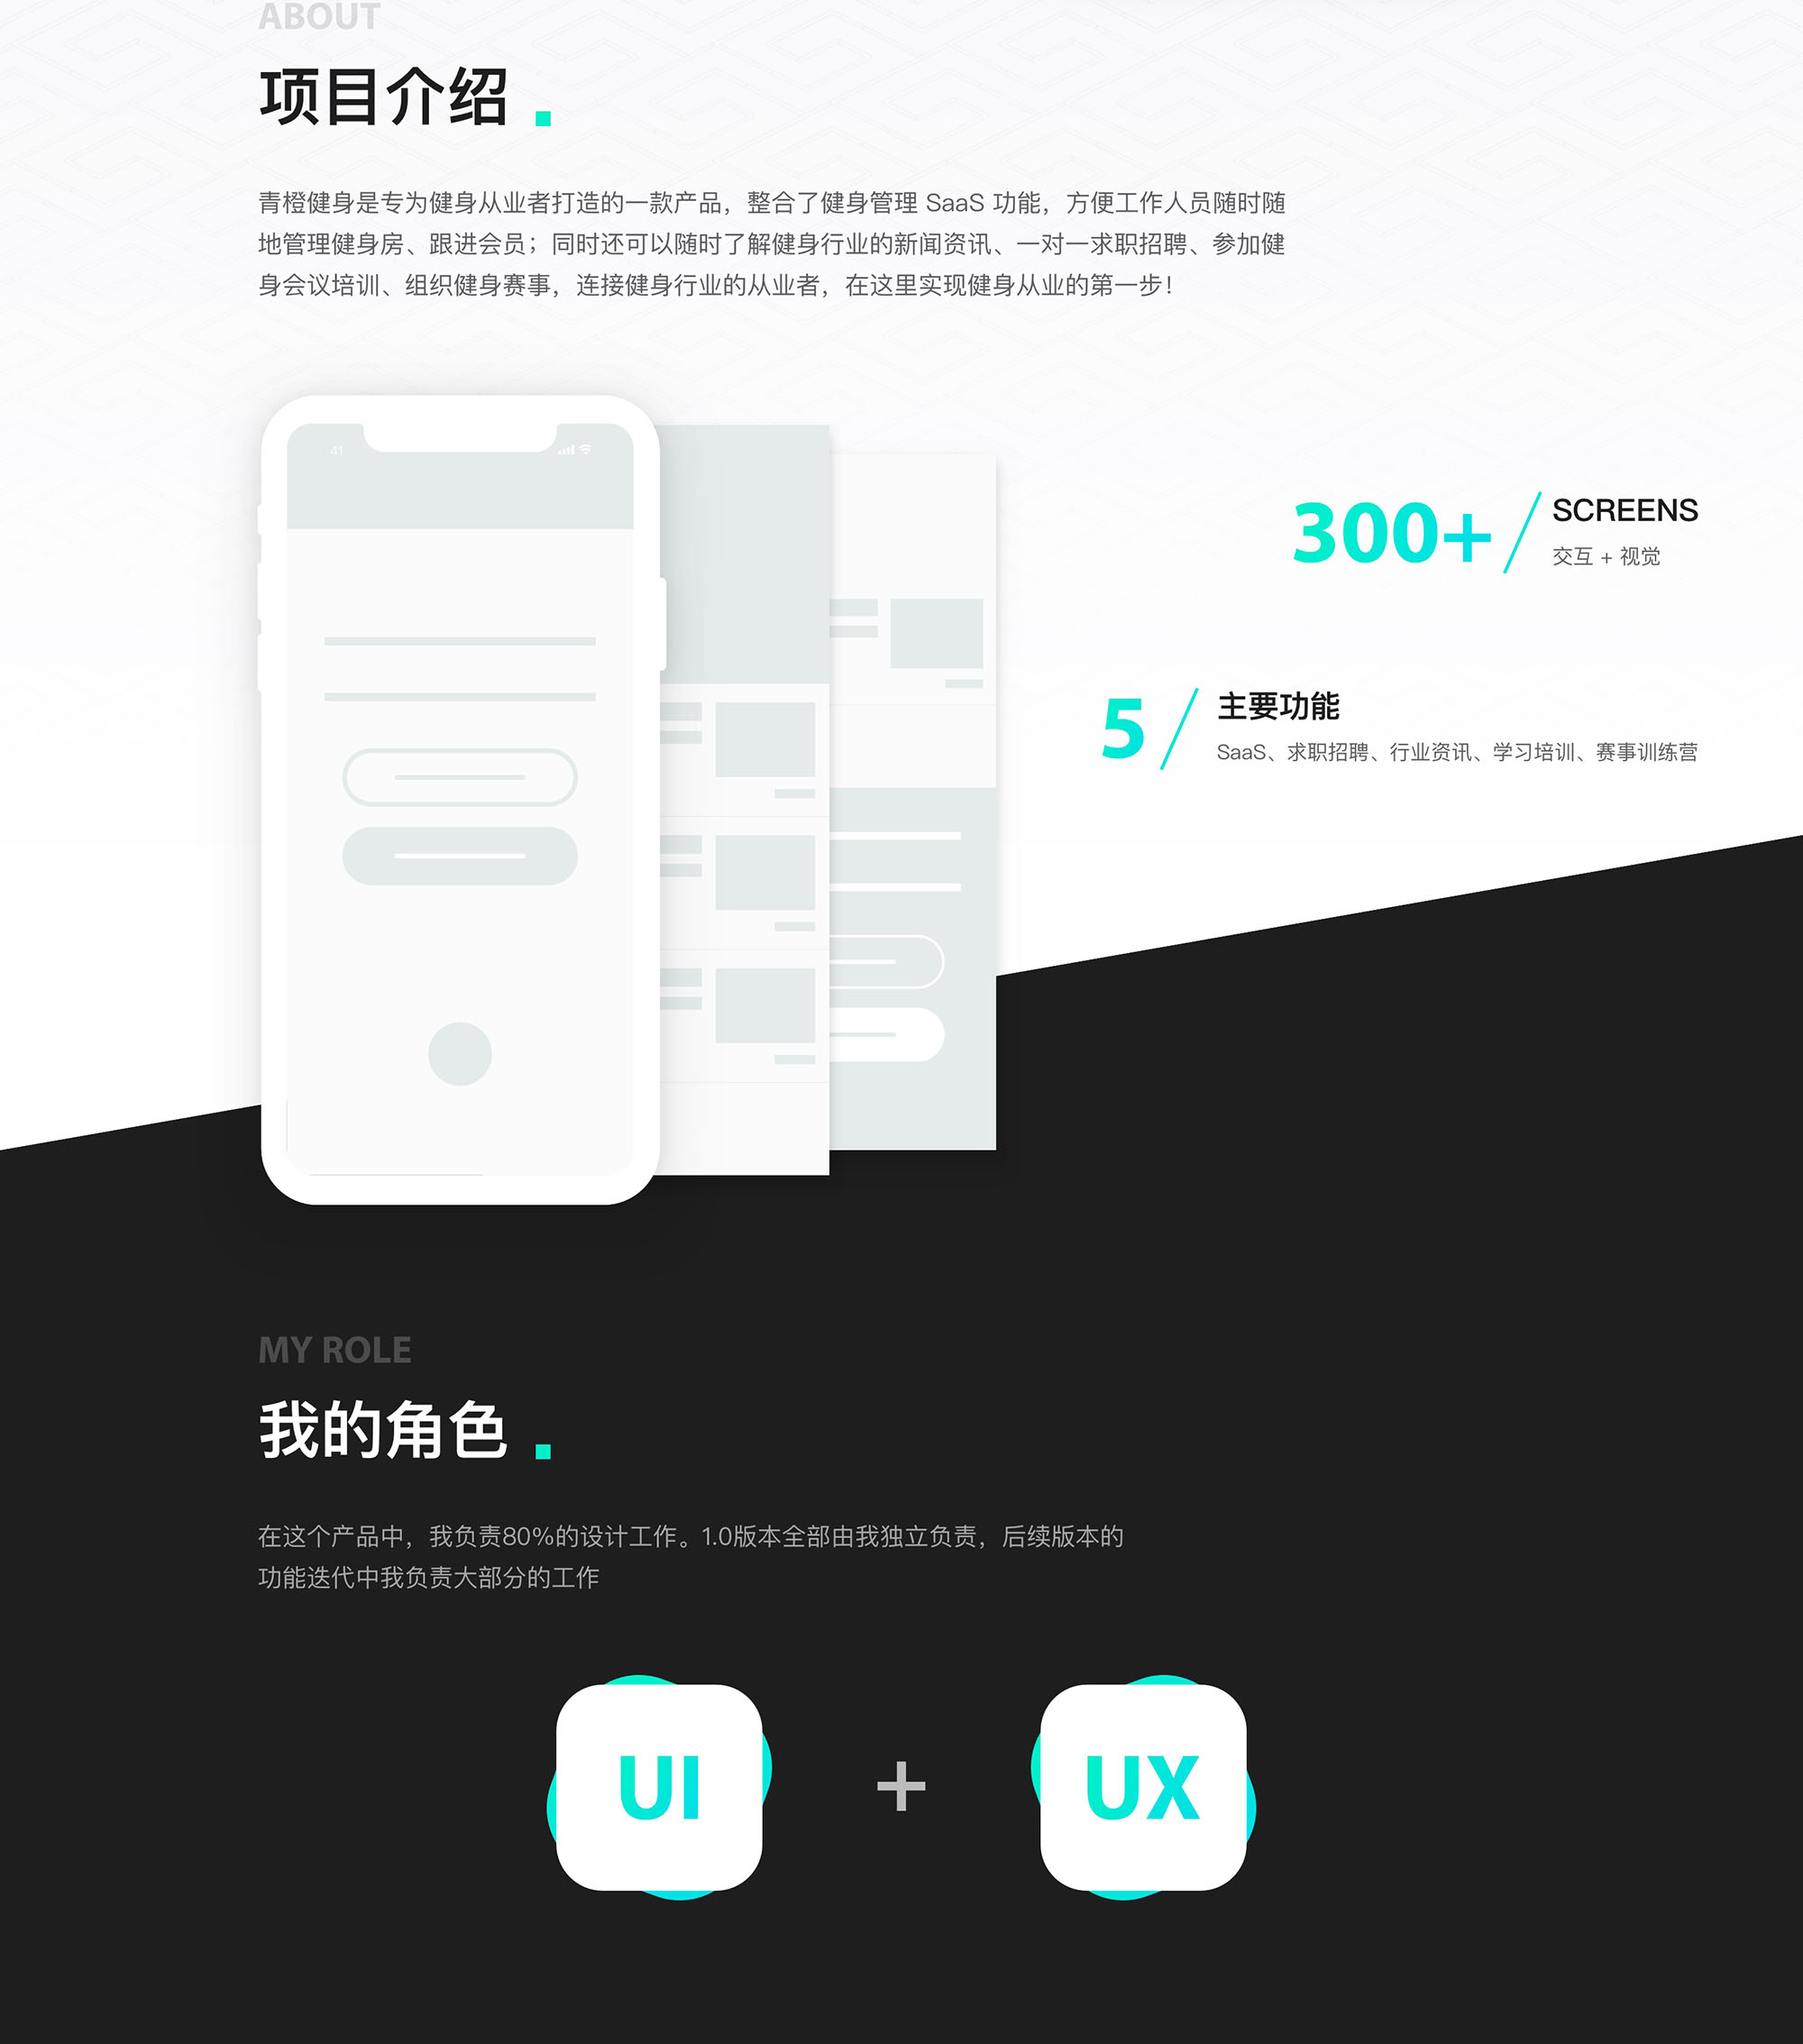 ABOUT
项目介绍 .
青橙健身是专为健身从业者打造的一款产品，整合了健身管理 SaaS 功能，方便工作人员随时随
地管理健身房、跟进会员；同时还可以随时了解健身行业的新闻资讯、一对一求职招聘、参加健
身会议培训、组织健身赛事，连接健身行业的从业者，在这里实现健身从业的第一步！
41
300+ / SCREENS
交互 + 视觉
5 / 主要功能
SaaS、求职招聘、行业资讯、学习培训、赛事训练营
MY ROLE
我的角色 .
在这个产品中，我负责80%的设计工作。1.0版本全部由我独立负责，后续版本的
功能迭代中我负责大部分的工作
UI + UX